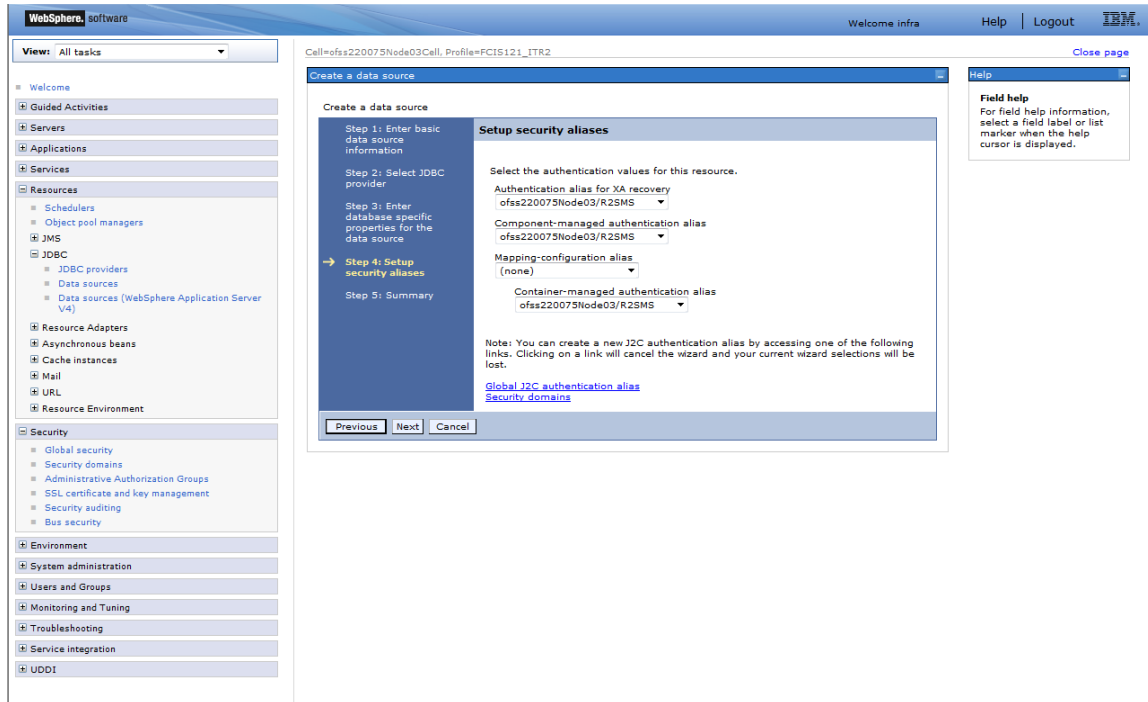 WebSphere. software
Welcome infra
Help | Logout
IBM.
View: All tasks
Welcome
Guided Activities
Servers
Applications
Services
Resources
Schedulers
Object pool managers
JMS
JDBC
JDBC providers
Data sources
Data sources (WebSphere Application Server
V4)
Resource Adapters
Asynchronous beans
Cache instances
Mail
URL
Resource Environment
Security
Global security
Security domains
Administrative Authorization Groups
SSL certificate and key management
Security auditing
Bus security
Environment
System administration
Users and Groups
Monitoring and Tuning
Troubleshooting
Service integration
UDDI
Cell=ofss220075Node03Cell, Profile=FCIS121_ITR2
Close page
Create a data source
Create a data source
Step 1: Enter basic
data source
information
Step 2: Select JDBC
provider
Step 3: Enter
database specific
properties for the
data source
Step 4: Setup
security aliases
Step 5: Summary
Setup security aliases
Select the authentication values for this resource.
Authentication alias for XA recovery
ofss220075Node03/R2SMS
Component-managed authentication alias
ofss220075Node03/R2SMS
Mapping-configuration alias
(none)
Container-managed authentication alias
ofss220075Node03/R2SMS
Note: You can create a new J2C authentication alias by accessing one of the following
links. Clicking on a link will cancel the wizard and your current wizard selections will be
lost.
Global J2C authentication alias
Security domains
Previous Next Cancel
Help
Field help
For field help information,
select a field label or list
marker when the help
cursor is displayed.